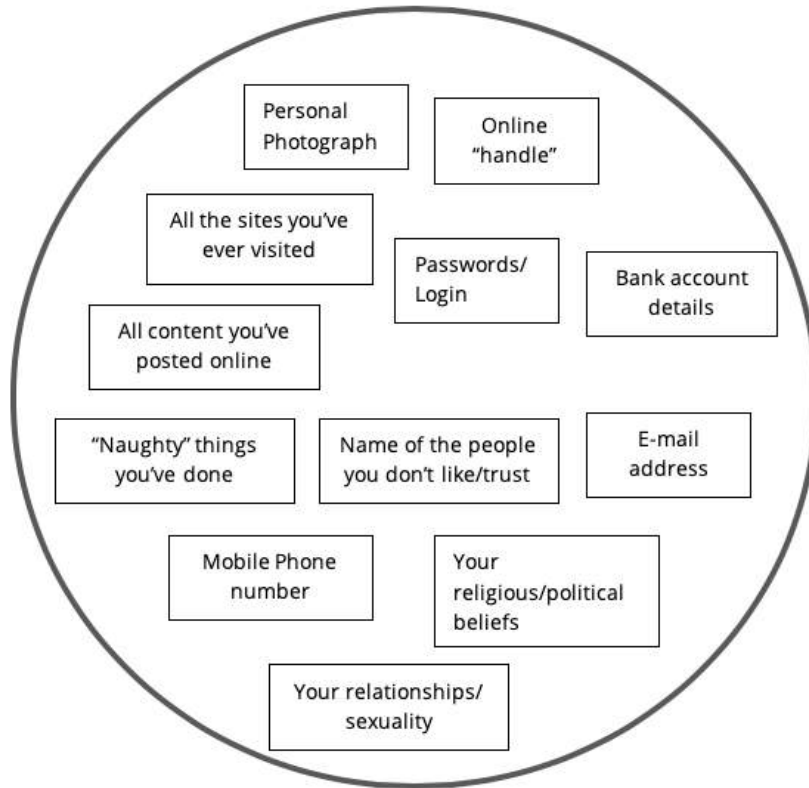 Personal
Photograph
Online
“handle”
All the sites you’ve
ever visited
Passwords/
Login
Bank account
details
All content you’ve
posted online
“Naughty” things
you’ve done
Name of the people
you don’t like/trust
E-mail
address
Mobile Phone
number
Your
religious/political
beliefs
Your relationships/
sexuality